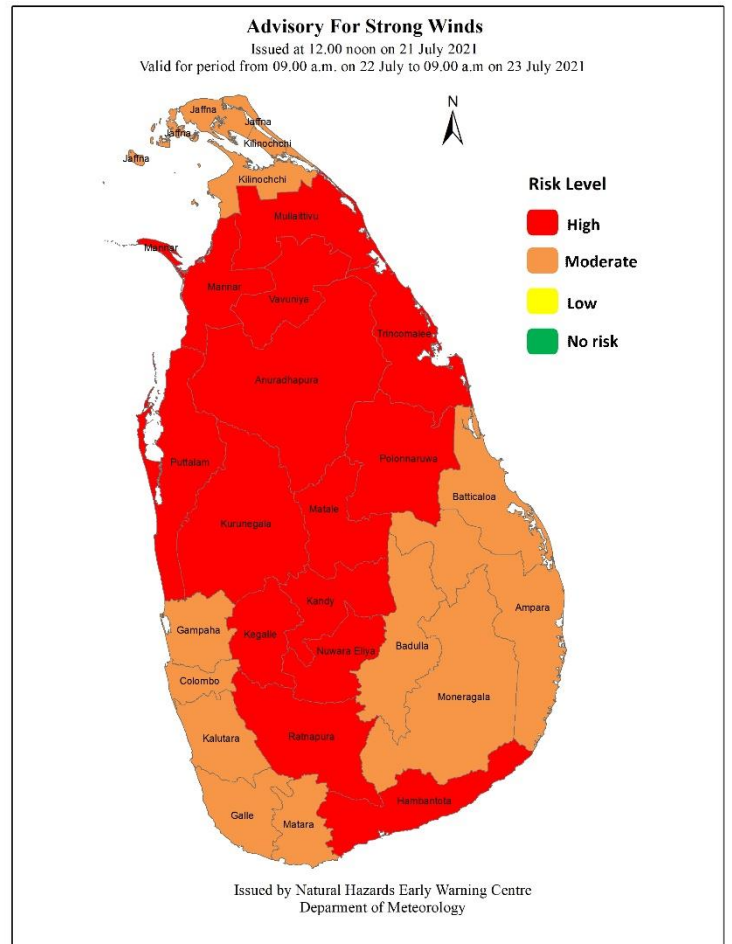 Advisory For Strong Winds
Issued at 12.00 noon on 21 July 2021
Valid for period from 09.00 a.m. on 22 July to 09.00 a.m on 23 July 2021
N
Jaffna
Jaffna
Jaffna
Kilinochchi
Jaffna
Kilinochchi
Risk Level
High
Moderate
Low
No risk
Mullaittivu
Mannar
Mannar
Vavuniya
Trincomalee
Anuradhapura
Polonnaruwa
Puttalam
Batticaloa
Matale
Kurunegala
Kandy
Ampara
Gampaha
Kegalle
Nuwara Eliya
Badulla
Colombo
Moneragala
Kalutara
Ratnapura
Hambantota
Galle
Matara
Issued by Natural Hazards Early Warning Centre
Deparment of Meteorology